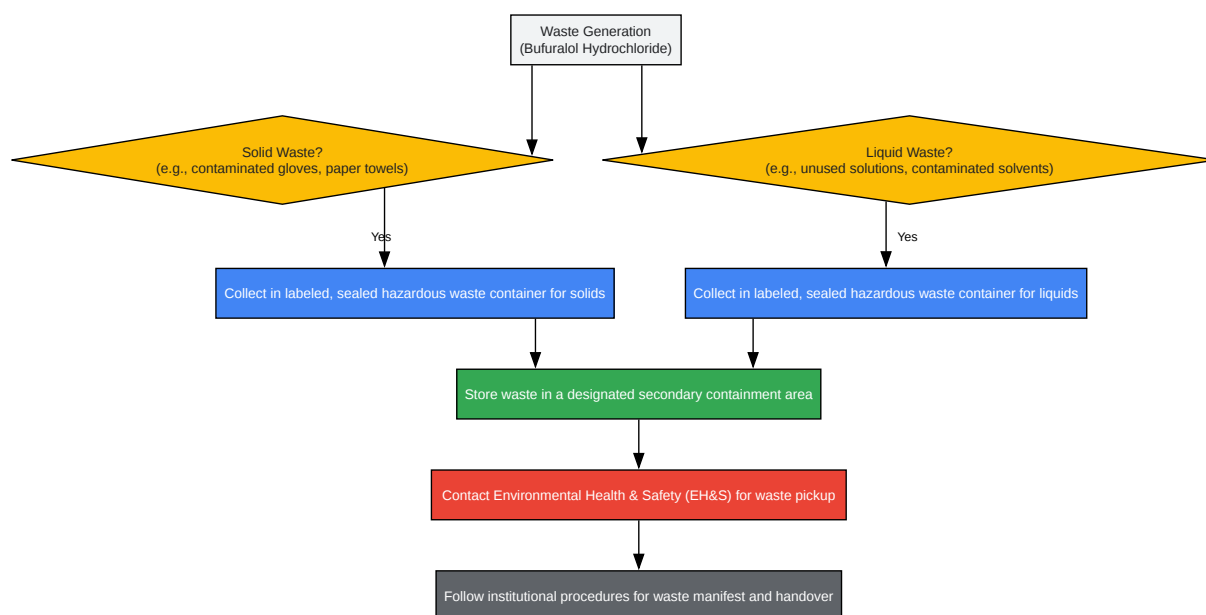 Waste Generation
(Bufuralol Hydrochloride)
Solid Waste?
(e.g., contaminated gloves, paper towels)
Liquid Waste?
(e.g., unused solutions, contaminated solvents)
Yes
Yes
Collect in labeled, sealed hazardous waste container for solids
Collect in labeled, sealed hazardous waste container for liquids
Store waste in a designated secondary containment area
Contact Environmental Health & Safety (EH&S) for waste pickup
Follow institutional procedures for waste manifest and handover